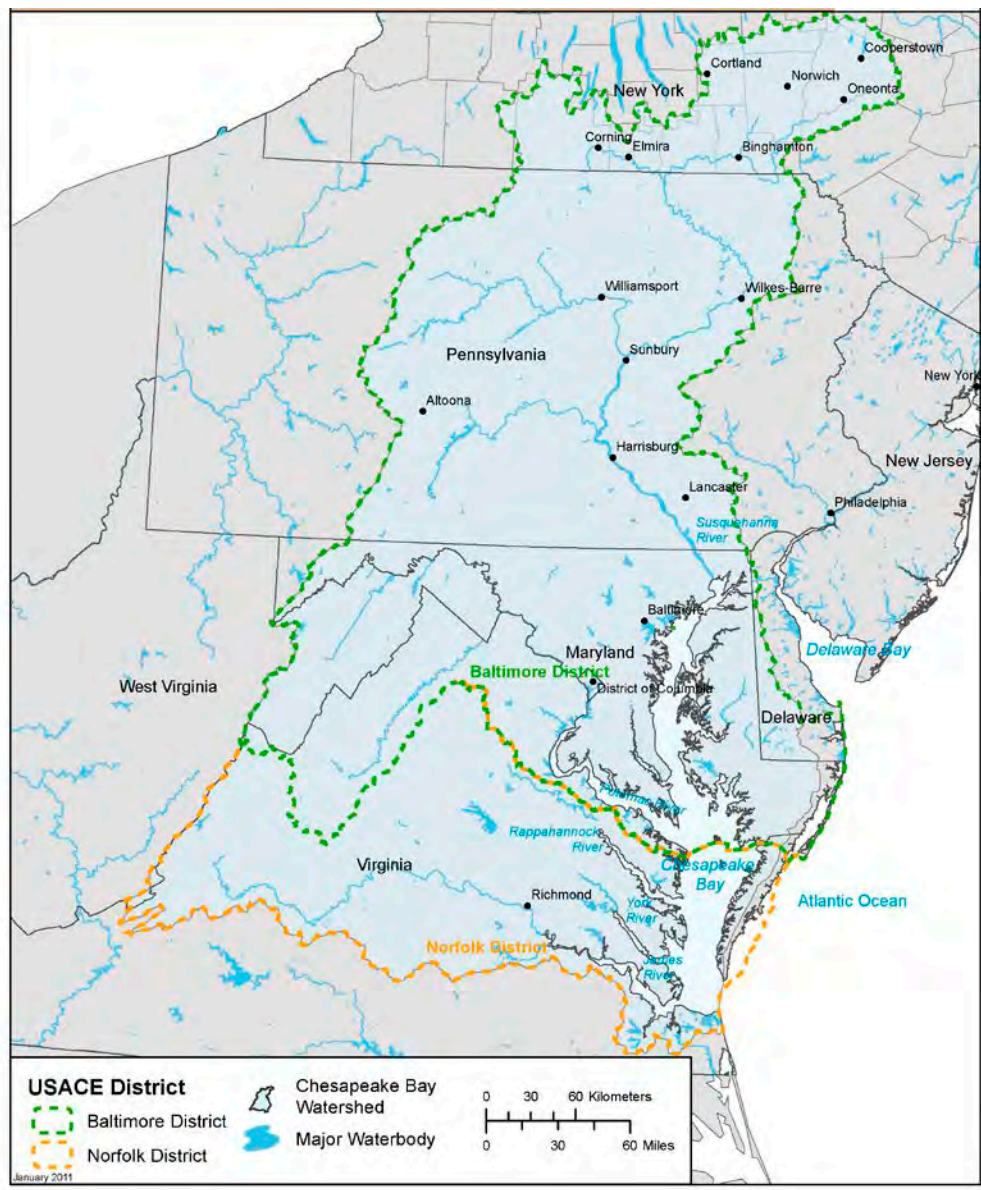 Cooperstown
Cortland
Norwich
New York
Oneonta
Corning
Elmira
Binghamton
Williamsport
Wilkes-Barre
Pennsylvania
Sunbury
New York
Altoona
Harrisburg
New Jersey
Lancaster
Philadelphia
Susquehanna
River
Baltimore
Maryland
Delaware Bay
Baltimore District
West Virginia
District of Columbia
Delaware
Potomac River
Rappahannock
River
Virginia
Chesapeake
Bay
Richmond
Atlantic Ocean
York
River
Norfolk District
James
River
USACE District
Baltimore District
Norfolk District
Chesapeake Bay
Watershed
Major Waterbody
0 30 60 Kilometers
0 30 60 Miles
January 2011